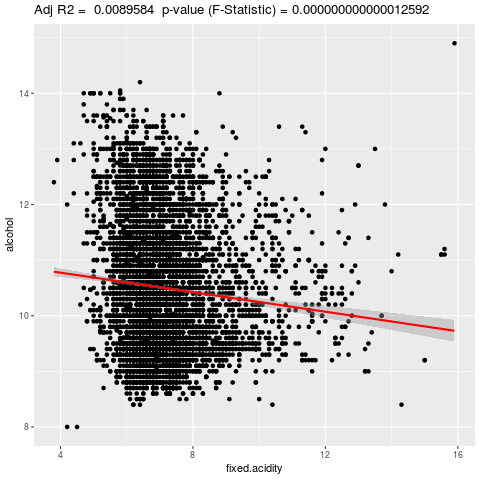 Adj R2 =  0.0089584  p-value (F-Statistic) = 0.000000000000012592
14
12
10
8
alcohol
4
8
12
16
fixed.acidity